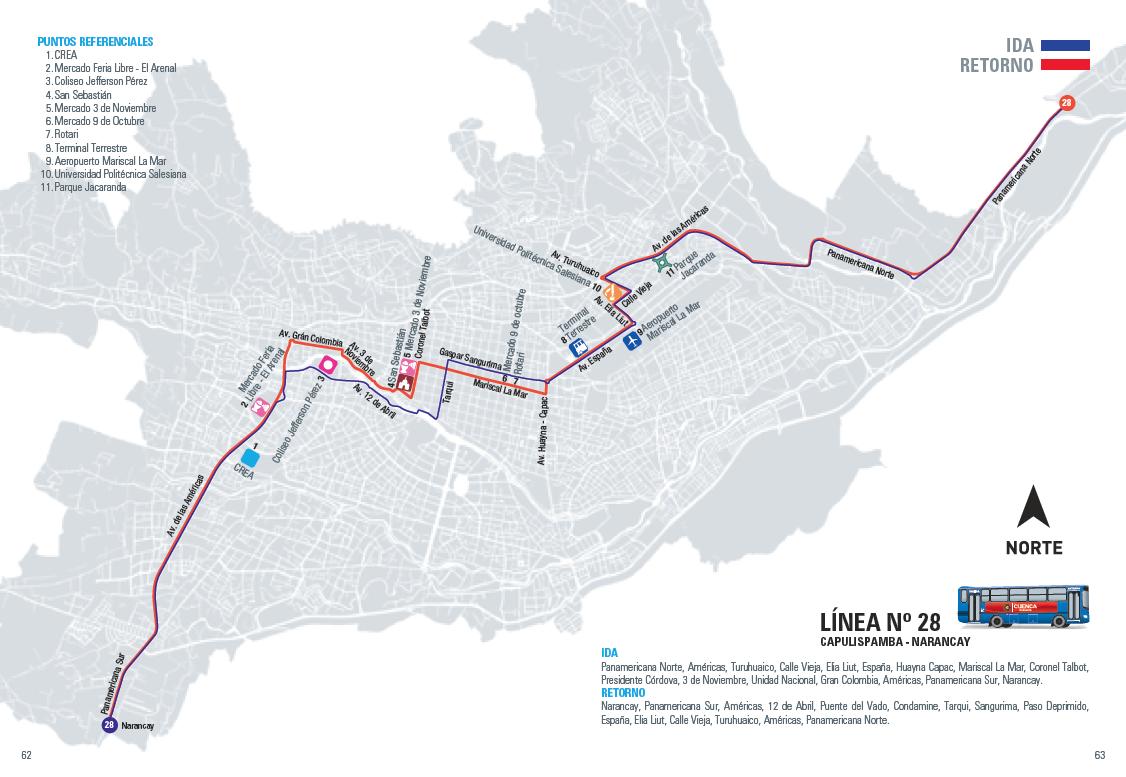 PUNTOS REFERENCIALES
1. CREA
2. Mercado Feria Libre - El Arenal
3. Coliseo Jefferson Pérez
4. San Sebastián
5. Mercado 3 de Noviembre
6. Mercado 9 de Octubre
7. Rotari
8. Terminal Terrestre
9. Aeropuerto Mariscal La Mar
10. Universidad Politécnica Salesiana
11. Parque Jacaranda
IDA
RETORNO
28
Panamericana Norte
Panamericana Norte
Av. de las Américas
11 Parque
Jacaranda
Av. Turuhuaico
Universidad Politécnica
Salesiana 10
Calle Vieja
Av. Elia Liut
9 Aeropuerto
Mariscal La Mar
Terminal
8 Terrestre
Av. España
Mercado 9 de octubre
6
Rotari
7
Gaspar Sangurima
Mariscal La Mar
Av. Huayna - Capac
Tarqui
Coronel Talbot
5 Mercado 3 de Noviembre
4 San Sebastián
Av. 3 de
Noviembre
Av. Grán Colombia
Av. 12 de Abril
Coliseo Jefferson Pérez 3
Mercado Feria
2 Libre - El Arenal
1
CREA
Av. de las Américas
Panamericana Sur
28 Narancay
NORTE
CUENCA
LÍNEA Nº 28
CAPULISPAMBA - NARANCAY
IDA
Panamericana Norte, Américas, Turuhuaico, Calle Vieja, Elia Liut, España, Huayna Capac, Mariscal La Mar, Coronel Talbot,
Presidente Córdova, 3 de Noviembre, Unidad Nacional, Gran Colombia, Américas, Panamericana Sur, Narancay.
RETORNO
Narancay, Panamericana Sur, Américas, 12 de Abril, Puente del Vado, Condamine, Tarqui, Sangurima, Paso Deprimido,
España, Elia Liut, Calle Vieja, Turuhuaico, Américas, Panamericana Norte.
62
63